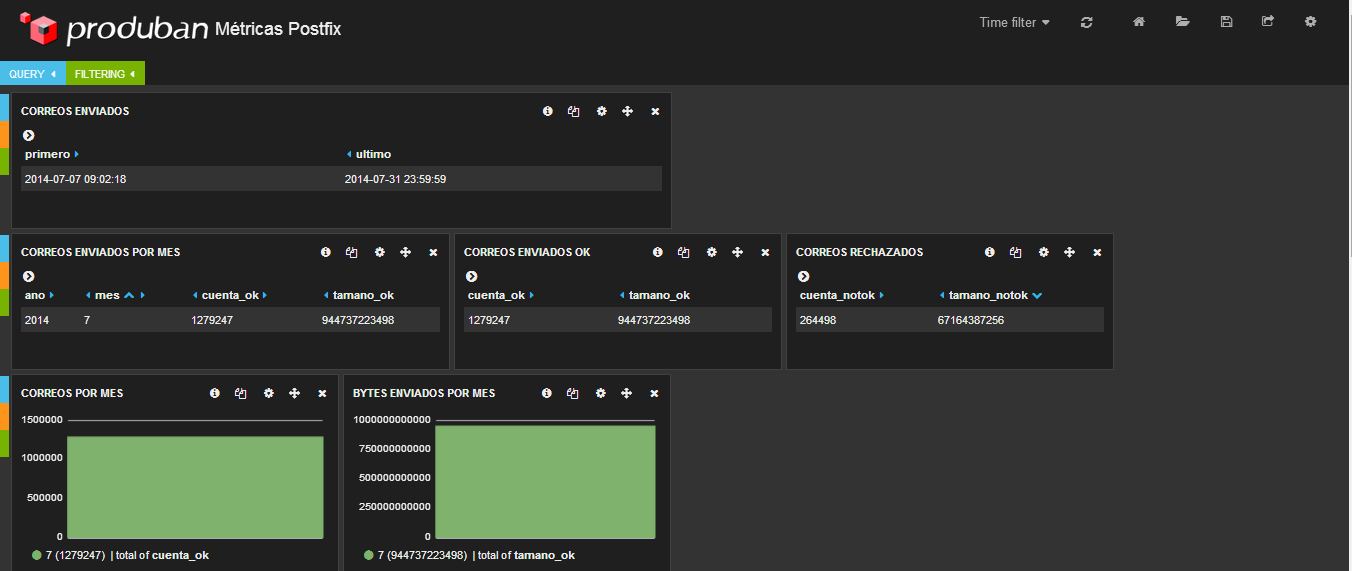 produban Métricas Postfix
Time filter
QUERY FILTERING
CORREOS ENVIADOS
primero ultimo
2014-07-07 09:02:18 2014-07-31 23:59:59
CORREOS ENVIADOS POR MES
ano mes cuenta_ok tamano_ok
2014 7 1279247 944737223498
CORREOS ENVIADOS OK
cuenta_ok tamano_ok
1279247 944737223498
CORREOS RECHAZADOS
cuenta_notok tamano_notok
264498 67164387256
CORREOS POR MES
1500000
1000000
500000
0
7 (1279247) | total of cuenta_ok
BYTES ENVIADOS POR MES
1000000000000
750000000000
500000000000
250000000000
0
7 (944737223498) | total of tamano_ok